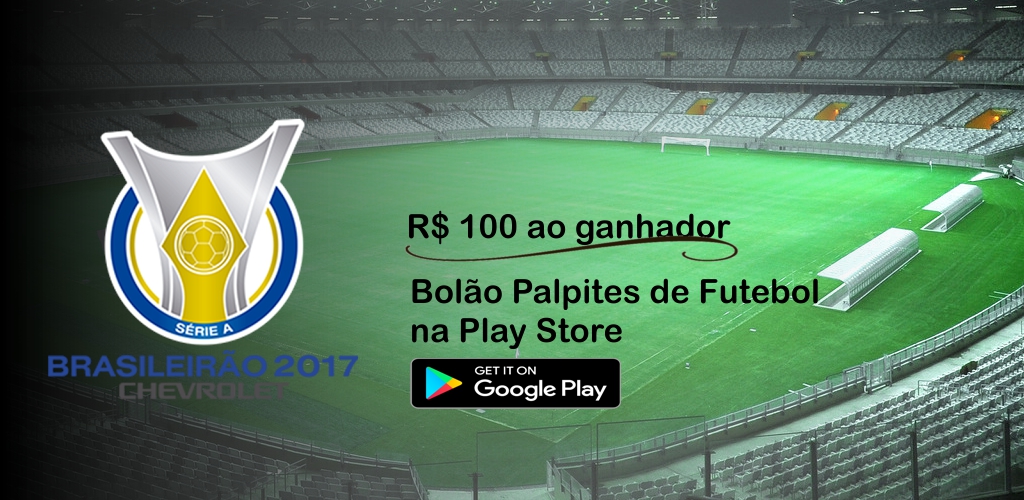 SÉRIE A
BRASILEIRÃO 2017
CHEVROLET
R$ 100 ao ganhador
Bolão Palpites de Futebol
na Play Store
GET IT ON
Google Play